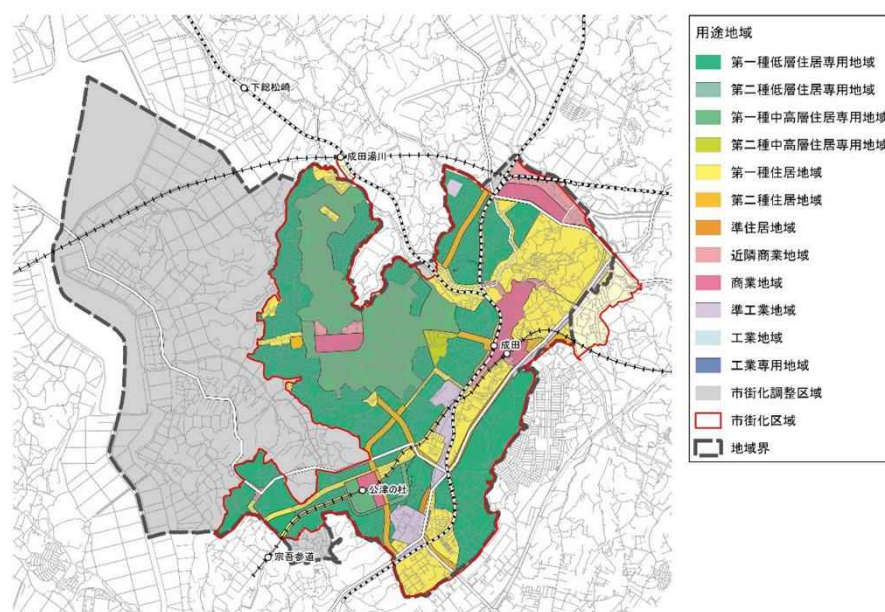 下総松崎
成田湯川
成田
公津の杜
宗吾参道
用途地域
第一種低層住居専用地域
第二種低層住居専用地域
第一種中高層住居専用地域
第二種中高層住居専用地域
第一種住居地域
第二種住居地域
準住居地域
近隣商業地域
商業地域
準工業地域
工業地域
工業専用地域
市街化調整区域
市街化区域
地域界